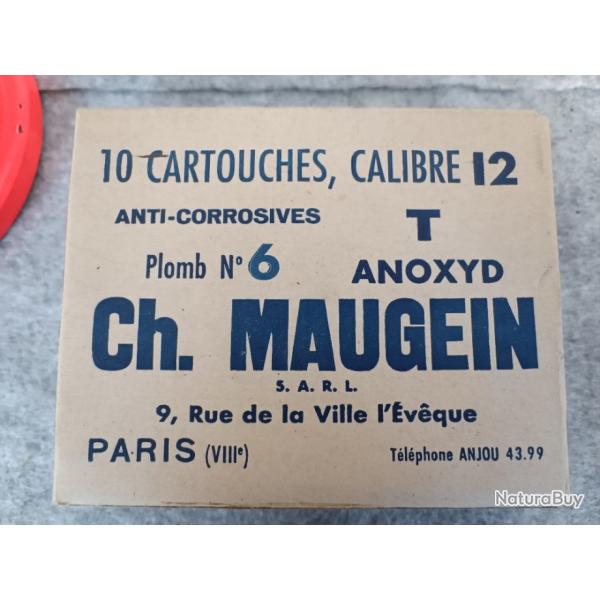 10 CARTOUCHES, CALIBRE 12
ANTI-CORROSIVES T
Plomb N° 6 ANOXYD
Ch. MAUGEIN
S. A. R. L.
9, Rue de la Ville l'Évêque
PARIS (VIIIe) Téléphone ANJOU 43.99
NaturaBuy